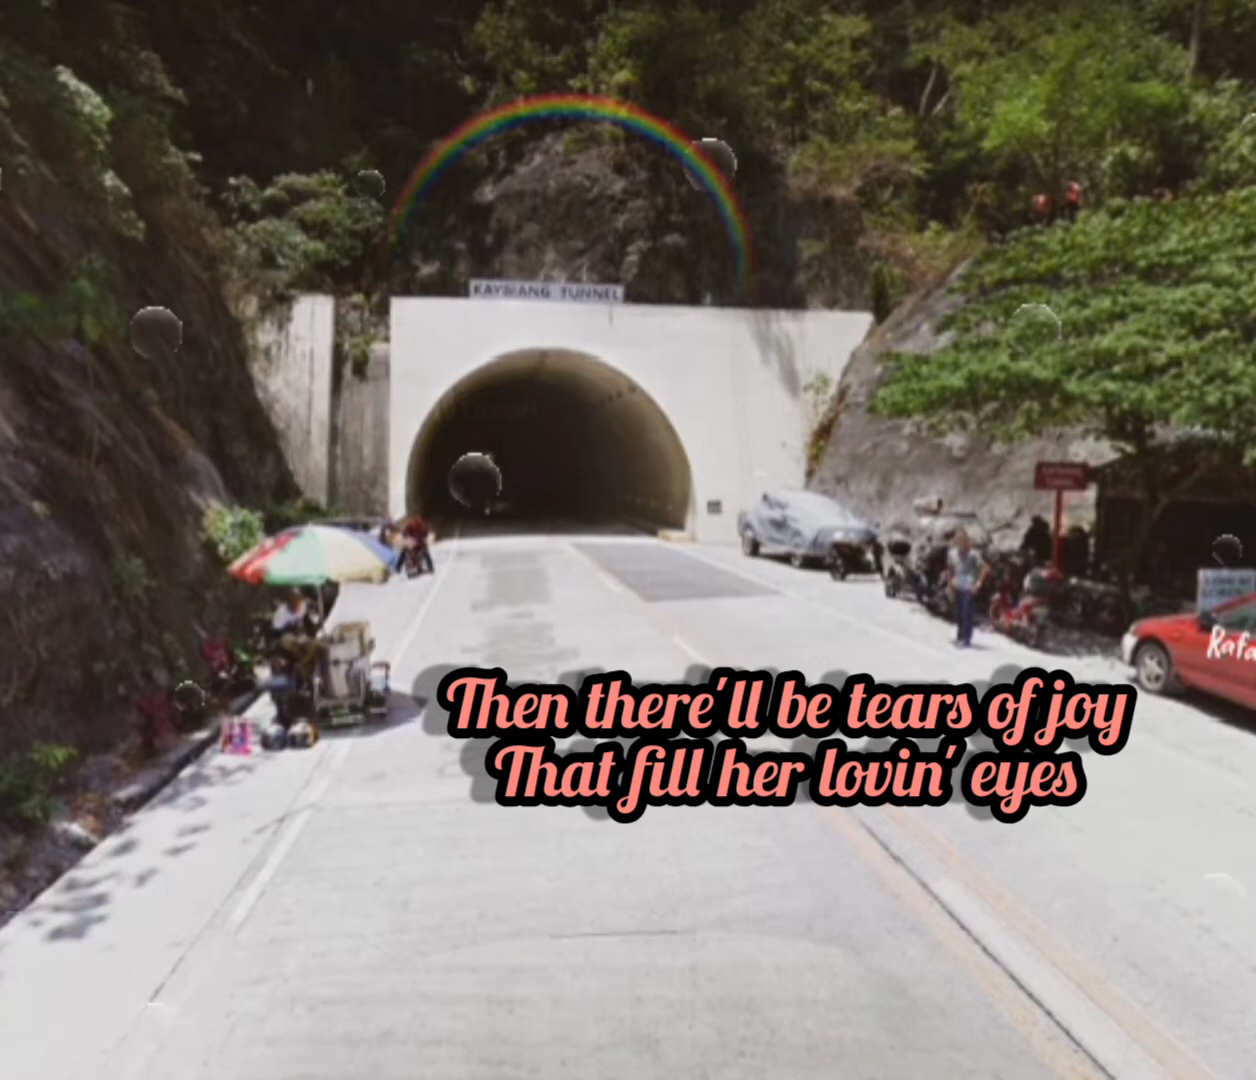 KAYBIANG TUNNEL
Then there'll be tears of joy
That fill her lovin' eyes